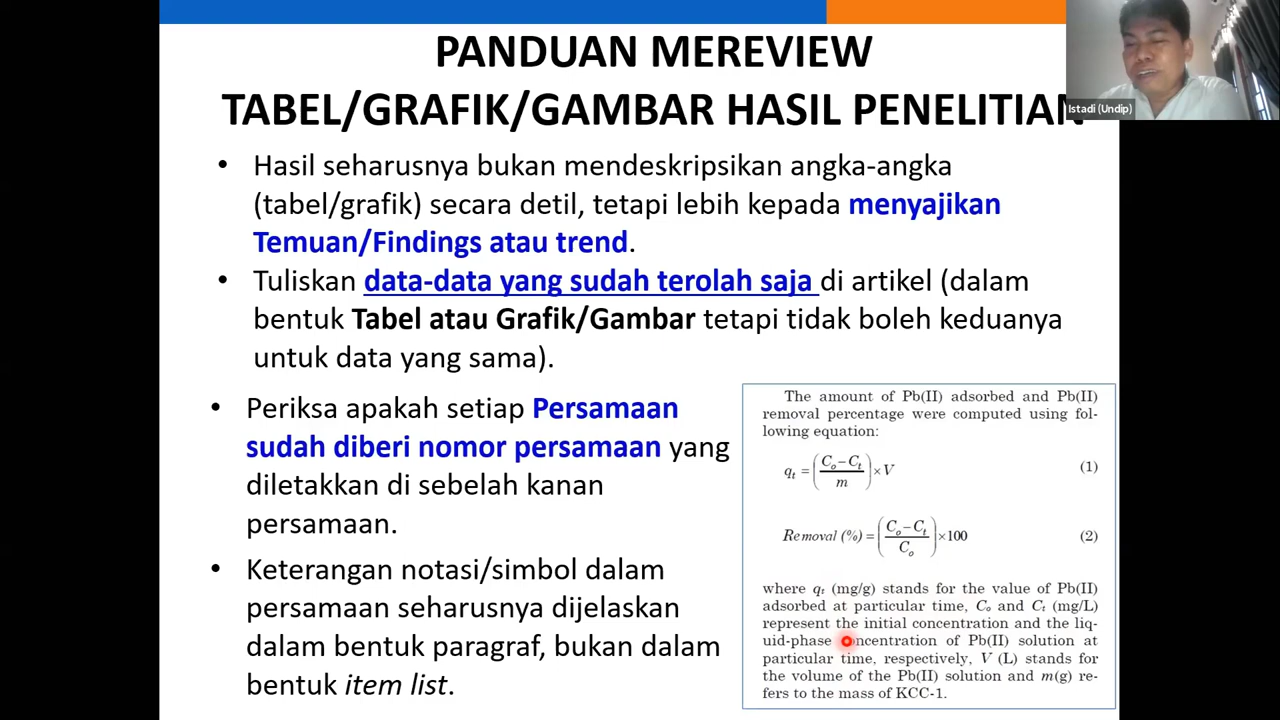 PANDUAN MEREVIEW
TABEL/GRAFIK/GAMBAR HASIL PENELITIAN
Istadi (Undip)
• Hasil seharusnya bukan mendeskripsikan angka-angka
(tabel/grafik) secara detil, tetapi lebih kepada menyajikan
Temuan/Findings atau trend.
• Tuliskan data-data yang sudah terolah saja di artikel (dalam
bentuk Tabel atau Grafik/Gambar tetapi tidak boleh keduanya
untuk data yang sama).
• Periksa apakah setiap Persamaan
sudah diberi nomor persamaan yang
diletakkan di sebelah kanan
persamaan.
• Keterangan notasi/simbol dalam
persamaan seharusnya dijelaskan
dalam bentuk paragraf, bukan dalam
bentuk item list.
The amount of Pb(II) adsorbed and Pb(II)
removal percentage were computed using fol-
lowing equation:
qt = (Co – Ct / m) × V (1)
Removal (%) = (Co – Ct / Co) × 100 (2)
where qt (mg/g) stands for the value of Pb(II)
adsorbed at particular time, Co and Ct (mg/L)
represent the initial concentration and the liq-
uid-phase concentration of Pb(II) solution at
particular time, respectively, V (L) stands for
the volume of the Pb(II) solution and m(g) re-
fers to the mass of KCC-1.